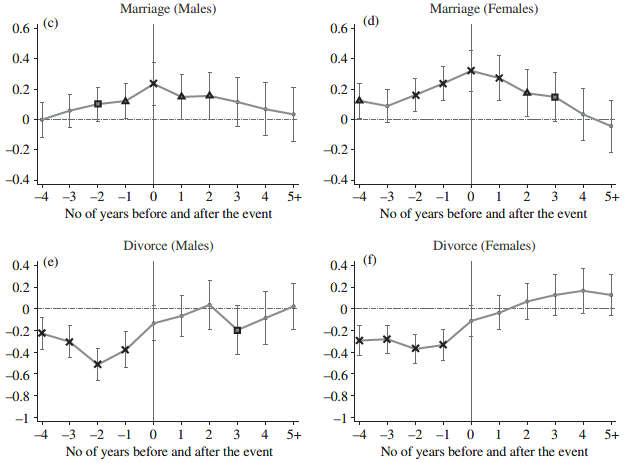 Marriage (Males)
(c)
0.6
0.4
0.2
0
–0.2
–0.4
–4 –3 –2 –1 0 1 2 3 4 5+
No of years before and after the event
Marriage (Females)
(d)
0.6
0.4
0.2
0
–0.2
–0.4
–4 –3 –2 –1 0 1 2 3 4 5+
No of years before and after the event
Divorce (Males)
(e)
0.4
0.2
0
–0.2
–0.4
–0.6
–0.8
–1
–4 –3 –2 –1 0 1 2 3 4 5+
No of years before and after the event
Divorce (Females)
(f)
0.4
0.2
0
–0.2
–0.4
–0.6
–0.8
–1
–4 –3 –2 –1 0 1 2 3 4 5+
No of years before and after the event